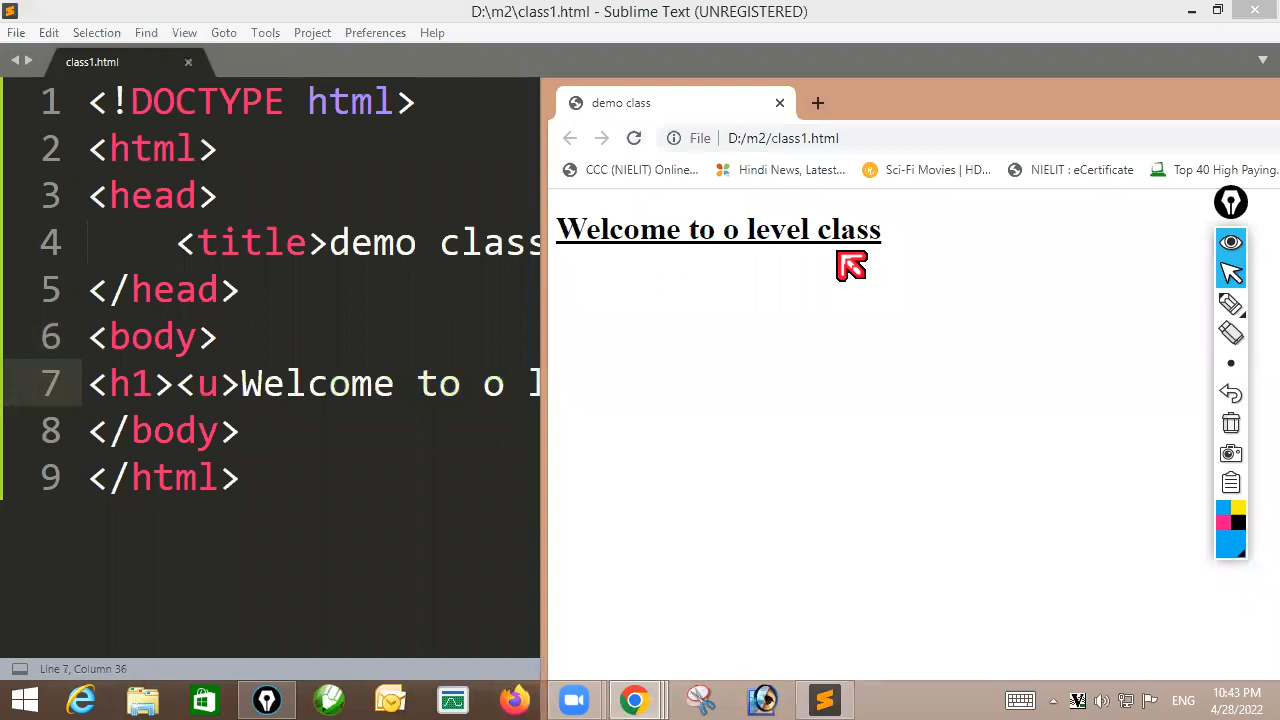 D:\m2\class1.html - Sublime Text (UNREGISTERED)
File Edit Selection Find View Goto Tools Project Preferences Help
class1.html
1 <!DOCTYPE html>
2 <html>
3 <head>
4 <title>demo class
5 </head>
6 <body>
7 <h1><u>Welcome to o l
8 </body>
9 </html>
Line 7, Column 36
demo class
File D:/m2/class1.html
CCC (NIELIT) Online... Hindi News, Latest... Sci-Fi Movies | HD... NIELIT : eCertificate Top 40 High Paying.
Welcome to o level class
ENG
10:43 PM
4/28/2022